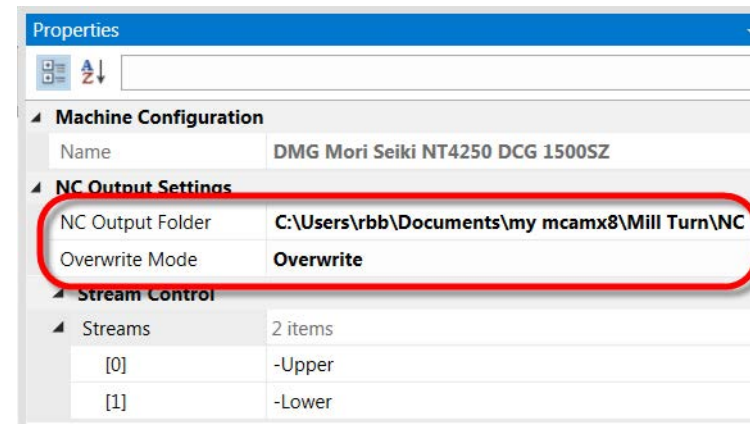 Properties
Machine Configuration
Name DMG Mori Seiki NT4250 DCG 1500SZ
NC Output Settings
NC Output Folder C:\Users\rbb\Documents\my mcamx8\Mill Turn\NC
Overwrite Mode Overwrite
Stream Control
Streams 2 items
[0] -Upper
[1] -Lower